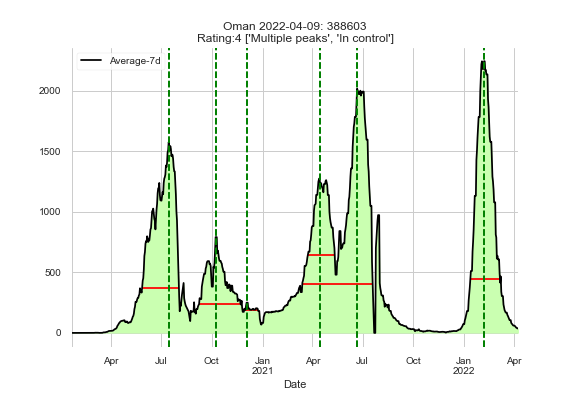 Oman 2022-04-09: 388603
Rating:4 ['Multiple peaks', 'In control']
Average-7d
2000
1500
1000
500
0
Apr Jul Oct Jan Apr Jul Oct Jan Apr
2021 2022
Date